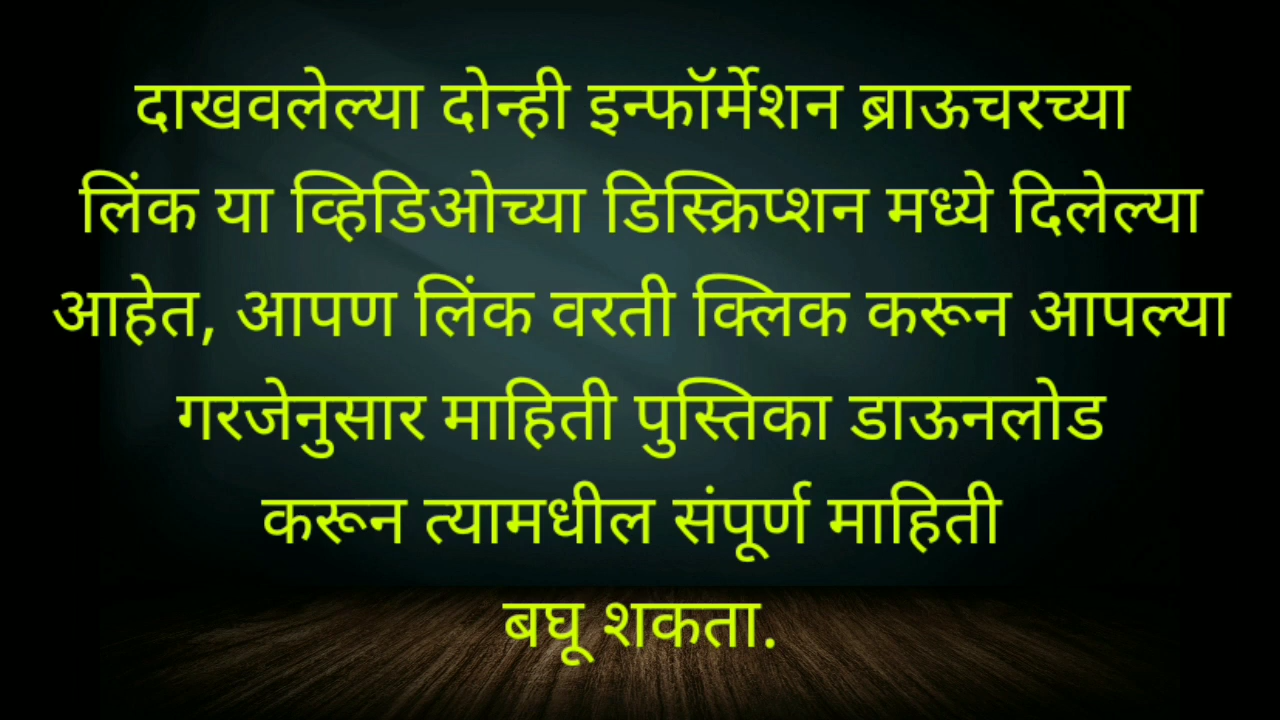 दाखवलेल्या दोन्ही इन्फॉर्मेशन ब्राऊचरच्या
लिंक या व्हिडिओच्या डिस्क्रिप्शन मध्ये दिलेल्या
आहेत, आपण लिंक वरती क्लिक करून आपल्या
गरजेनुसार माहिती पुस्तिका डाऊनलोड
करून त्यामधील संपूर्ण माहिती
बघू शकता.